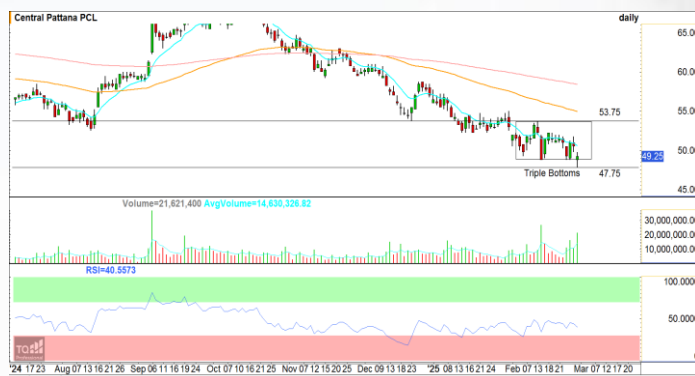 Central Pattana PCL daily
65.00
60.00
53.75
55.00
50.00
49.25
Triple Bottoms 47.75
45.00
Volume=21,621,400 AvgVolume=14,630,326.82
30,000,000.00
20,000,000.00
10,000,000.00
RSI=40.5573
100.0000
50.0000
TQ
Professional
'24 17 23 Aug 07 13 16 21 26 Sep 06 11 16 19 24 Oct 07 10 16 21 25 Nov 07 12 15 20 25 Dec 09 13 18 23 '25 08 13 16 21 24 Feb 07 13 18 21 Mar 07 12 17 20